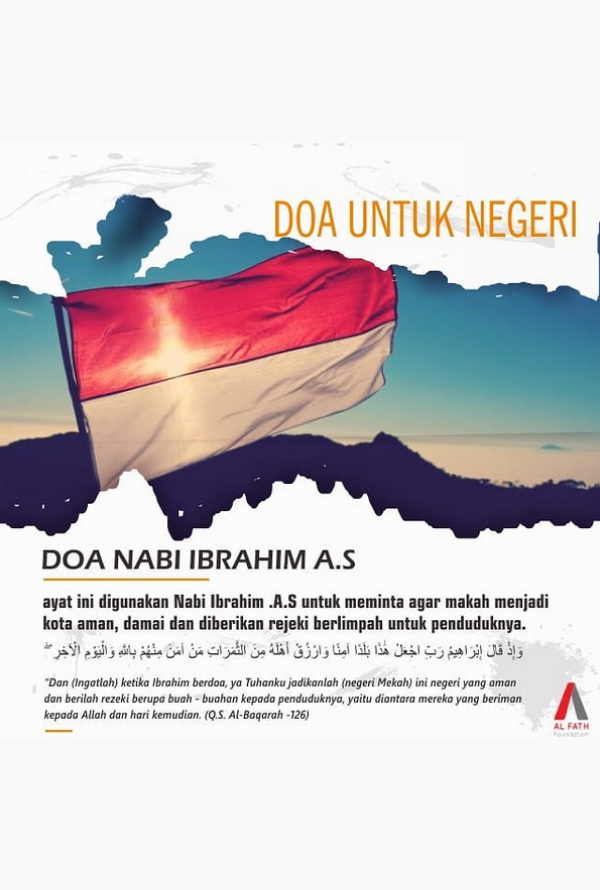 DOA UNTUK NEGERI
DOA NABI IBRAHIM A.S
ayat ini digunakan Nabi Ibrahim .A.S untuk meminta agar makah menjadi
kota aman, damai dan diberikan rejeki berlimpah untuk penduduknya.
وَإِذْ قَالَ إِبْرَاهِيمُ رَبِّ اجْعَلْ هَٰذَا بَلَدًا آمِنًا وَارْزُقْ أَهْلَهُ مِنَ الثَّمَرَاتِ مَنْ آمَنَ مِنْهُمْ بِاللَّهِ وَالْيَوْمِ الْآخِرِ ۖ
"Dan (Ingatlah) ketika Ibrahim berdoa, ya Tuhanku jadikanlah (negeri Mekah) ini negeri yang aman
dan berilah rezeki berupa buah - buahan kepada penduduknya, yaitu diantara mereka yang beriman
kepada Allah dan hari kemudian. (Q.S. Al-Baqarah -126)
AL FATH
Foundation